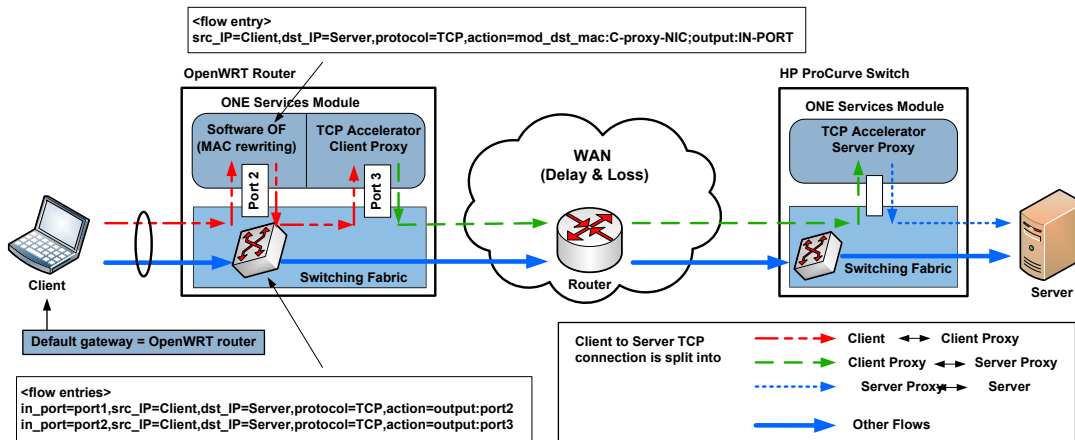 <flow entry>
src_IP=Client,dst_IP=Server,protocol=TCP,action=mod_dst_mac:C-proxy-NIC;output:IN-PORT
OpenWRT Router
HP ProCurve Switch
ONE Services Module
Software OF
(MAC rewriting)
TCP Accelerator
Client Proxy
Port 2
Port 3
Switching Fabric
WAN
(Delay & Loss)
Router
ONE Services Module
TCP Accelerator
Server Proxy
Switching Fabric
Client
Server
Default gateway = OpenWRT router
<flow entries>
in_port=port1,src_IP=Client,dst_IP=Server,protocol=TCP,action=output:port2
in_port=port2,src_IP=Client,dst_IP=Server,protocol=TCP,action=output:port3
Client to Server TCP
connection is split into
Client Client Proxy
Client Proxy Server Proxy
Server Proxy Server
Other Flows